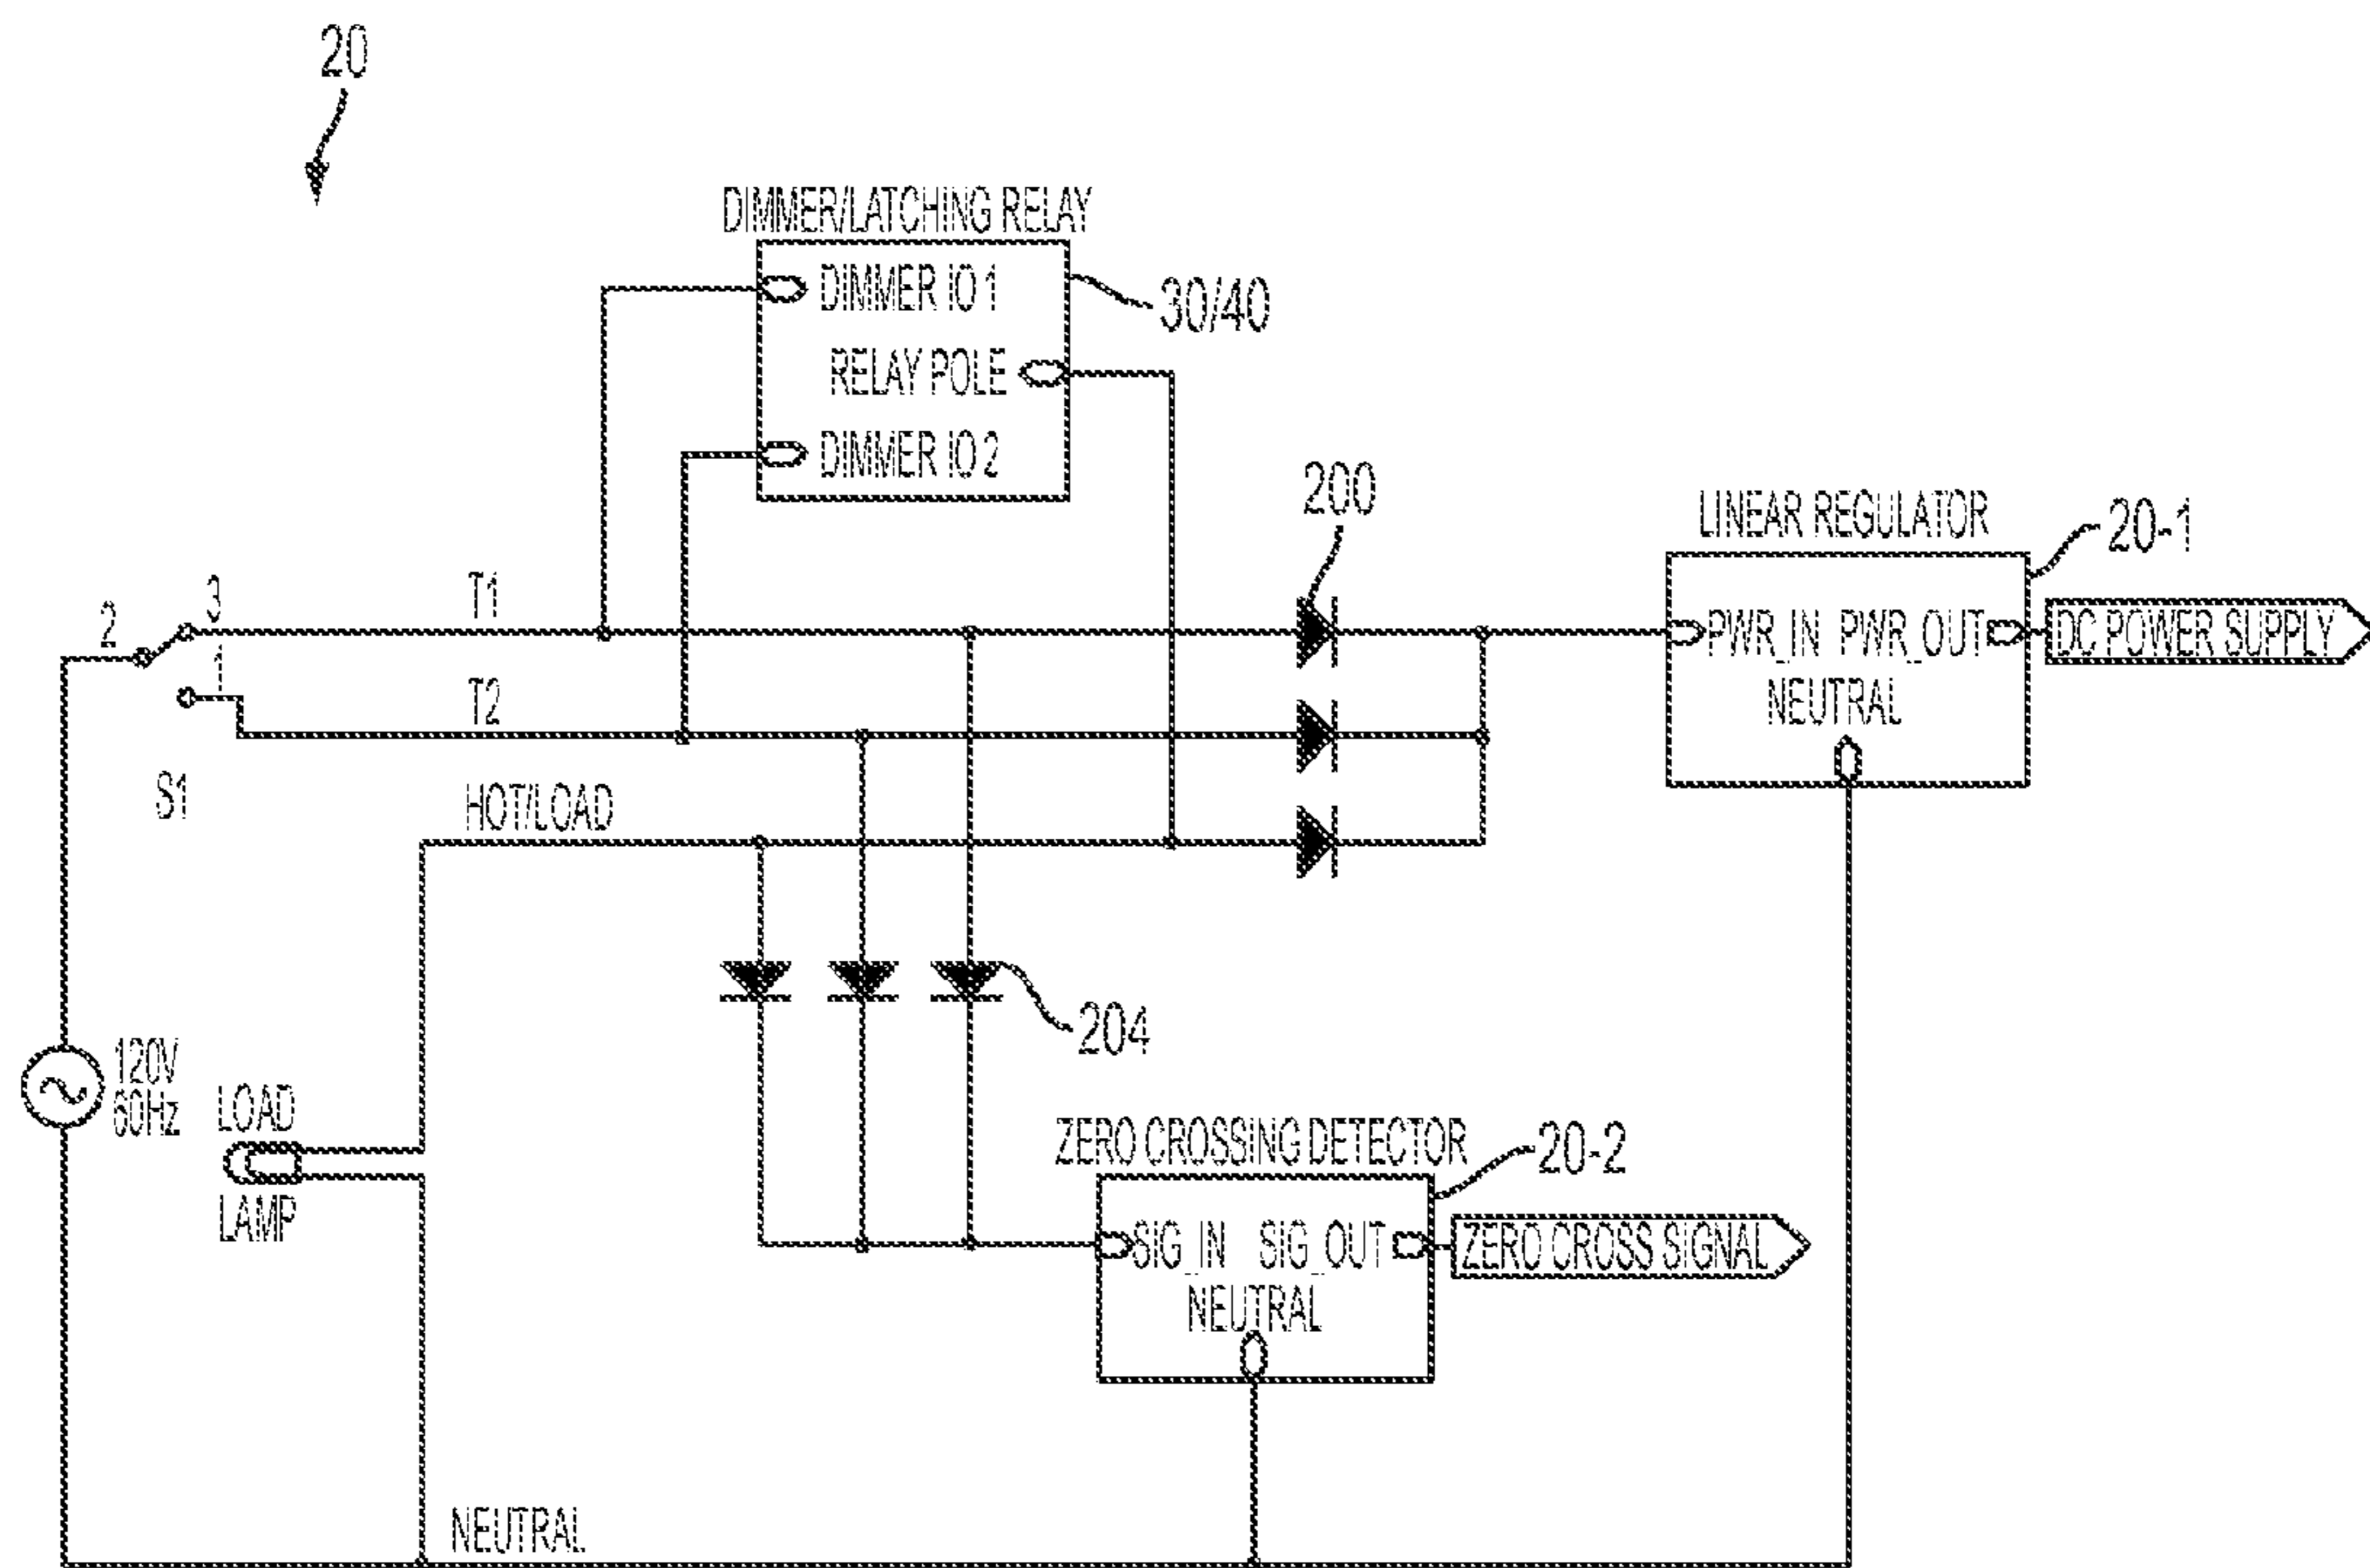 20
DIMMER/LATCHING RELAY
DIMMER IO 1
30/40
RELAY POLE
DIMMER IO 2
200
LINEAR REGULATOR
20-1
2
3
T1
PWR_IN PWR_OUT
DC POWER SUPPLY
1
T2
NEUTRAL
S1
HOT/LOAD
204
120V
60Hz
LOAD
LAMP
ZERO CROSSING DETECTOR
20-2
SIG_IN SIG_OUT
ZERO CROSS SIGNAL
NEUTRAL
NEUTRAL